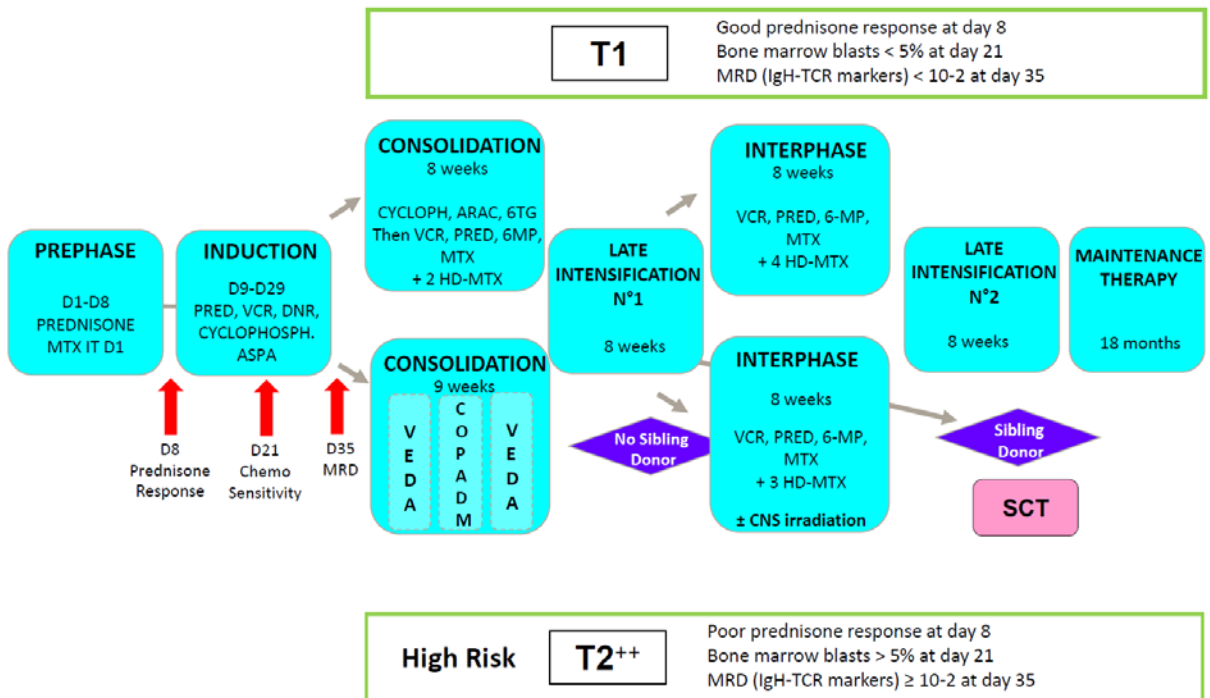 T1
Good prednisone response at day 8
Bone marrow blasts < 5% at day 21
MRD (IgH-TCR markers) < 10-2 at day 35
PREPHASE
D1-D8
PREDNISONE
MTX IT D1
INDUCTION
D9-D29
PRED, VCR, DNR,
CYCLOPHOSPH.
ASPA
D8
Prednisone
Response
D21
Chemo
Sensitivity
D35
MRD
CONSOLIDATION
8 weeks
CYCLOPH, ARAC, 6TG
Then VCR, PRED, 6MP,
MTX
+ 2 HD-MTX
CONSOLIDATION
9 weeks
VEDA
COPADM
VEDA
LATE
INTENSIFICATION
N°1
8 weeks
No Sibling
Donor
INTERPHASE
8 weeks
VCR, PRED, 6-MP,
MTX
+ 4 HD-MTX
INTERPHASE
8 weeks
VCR, PRED, 6-MP,
MTX
+ 3 HD-MTX
± CNS irradiation
LATE
INTENSIFICATION
N°2
8 weeks
MAINTENANCE
THERAPY
18 months
Sibling
Donor
SCT
High Risk
T2++
Poor prednisone response at day 8
Bone marrow blasts > 5% at day 21
MRD (IgH-TCR markers) ≥ 10-2 at day 35